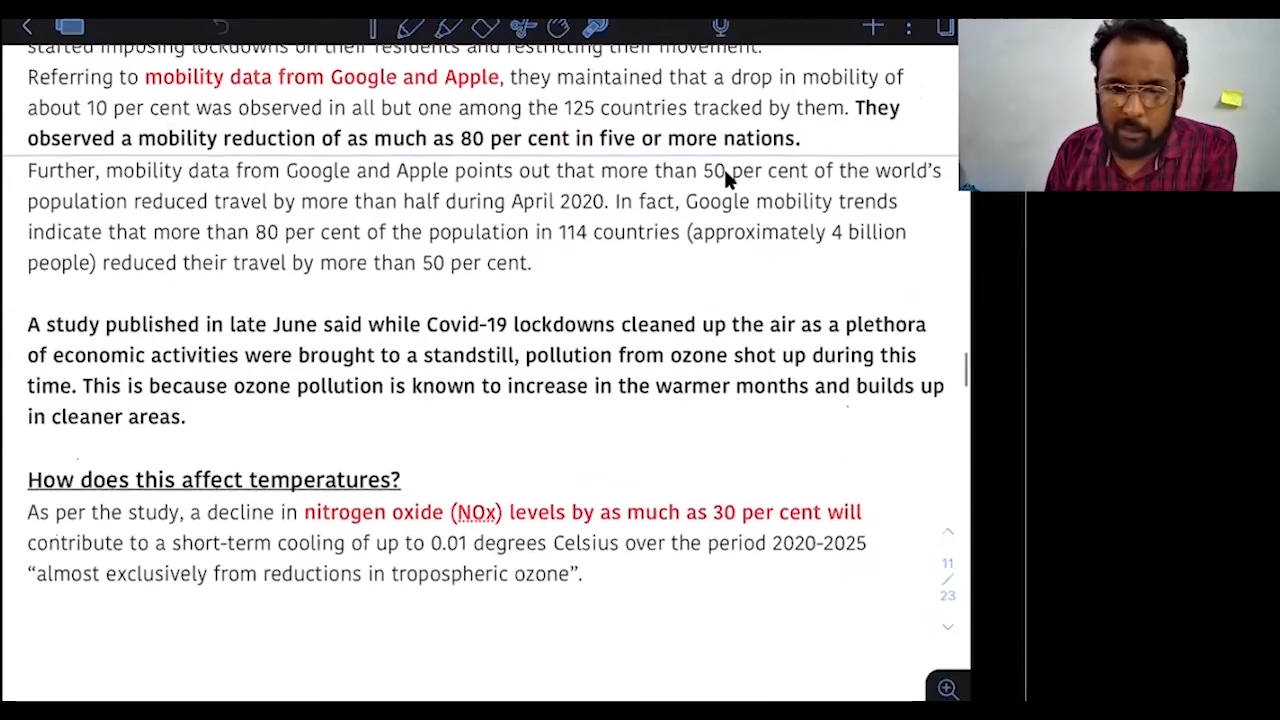 started imposing lockdowns on their residents and restricting their movement.
Referring to mobility data from Google and Apple, they maintained that a drop in mobility of
about 10 per cent was observed in all but one among the 125 countries tracked by them. They
observed a mobility reduction of as much as 80 per cent in five or more nations.
Further, mobility data from Google and Apple points out that more than 50 per cent of the world's
population reduced travel by more than half during April 2020. In fact, Google mobility trends
indicate that more than 80 per cent of the population in 114 countries (approximately 4 billion
people) reduced their travel by more than 50 per cent.
A study published in late June said while Covid-19 lockdowns cleaned up the air as a plethora
of economic activities were brought to a standstill, pollution from ozone shot up during this
time. This is because ozone pollution is known to increase in the warmer months and builds up
in cleaner areas.
How does this affect temperatures?
As per the study, a decline in nitrogen oxide (NOx) levels by as much as 30 per cent will
contribute to a short-term cooling of up to 0.01 degrees Celsius over the period 2020-2025
“almost exclusively from reductions in tropospheric ozone”.
11
/
23